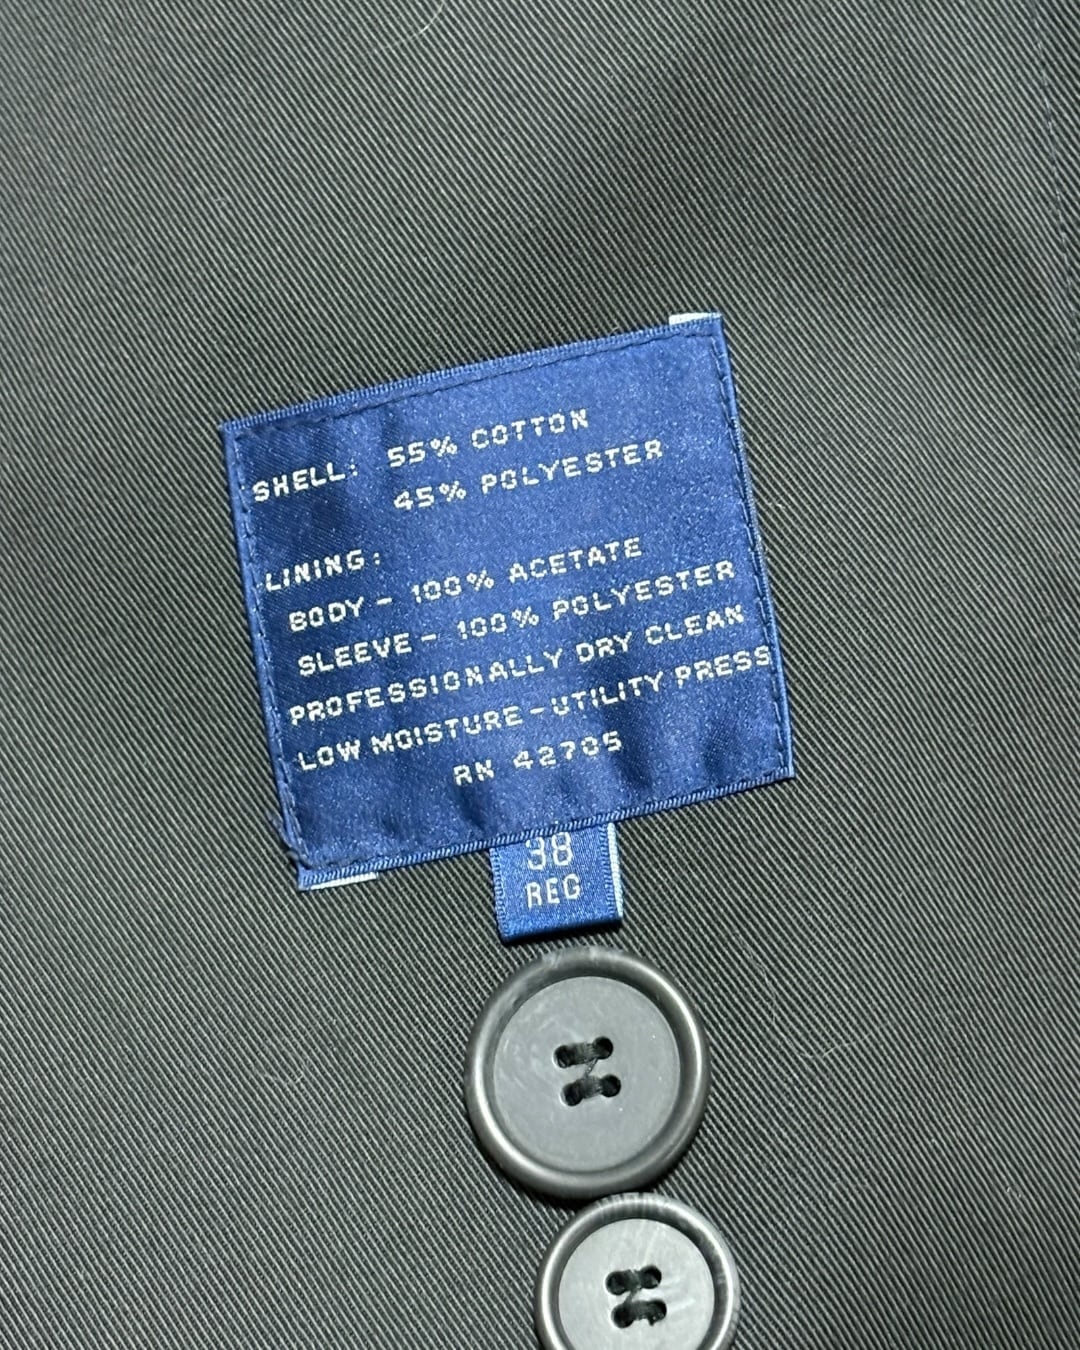 SHELL: 55% COTTON
45% POLYESTER
LINING:
BODY - 100% ACETATE
SLEEVE - 100% POLYESTER
PROFESSIONALLY DRY CLEAN
LOW MOISTURE - UTILITY PRESS
RN 42705
38
REG